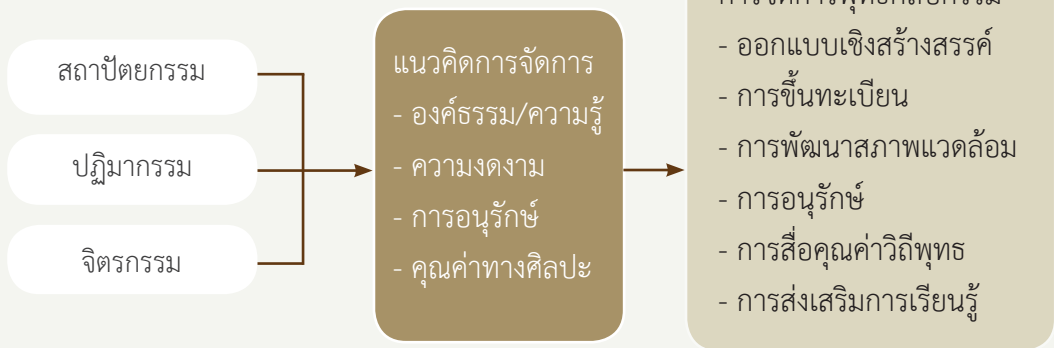 สถาปัตยกรรม
ปฏิมากรรม
จิตรกรรม
แนวคิดการจัดการ
- องค์ธรรม/ความรู้
- ความงดงาม
- การอนุรักษ์
- คุณค่าทางศิลปะ
- ออกแบบเชิงสร้างสรรค์
- การขึ้นทะเบียน
- การพัฒนาสภาพแวดล้อม
- การอนุรักษ์
- การสื่อคุณค่าวิถีพุทธ
- การส่งเสริมการเรียนรู้